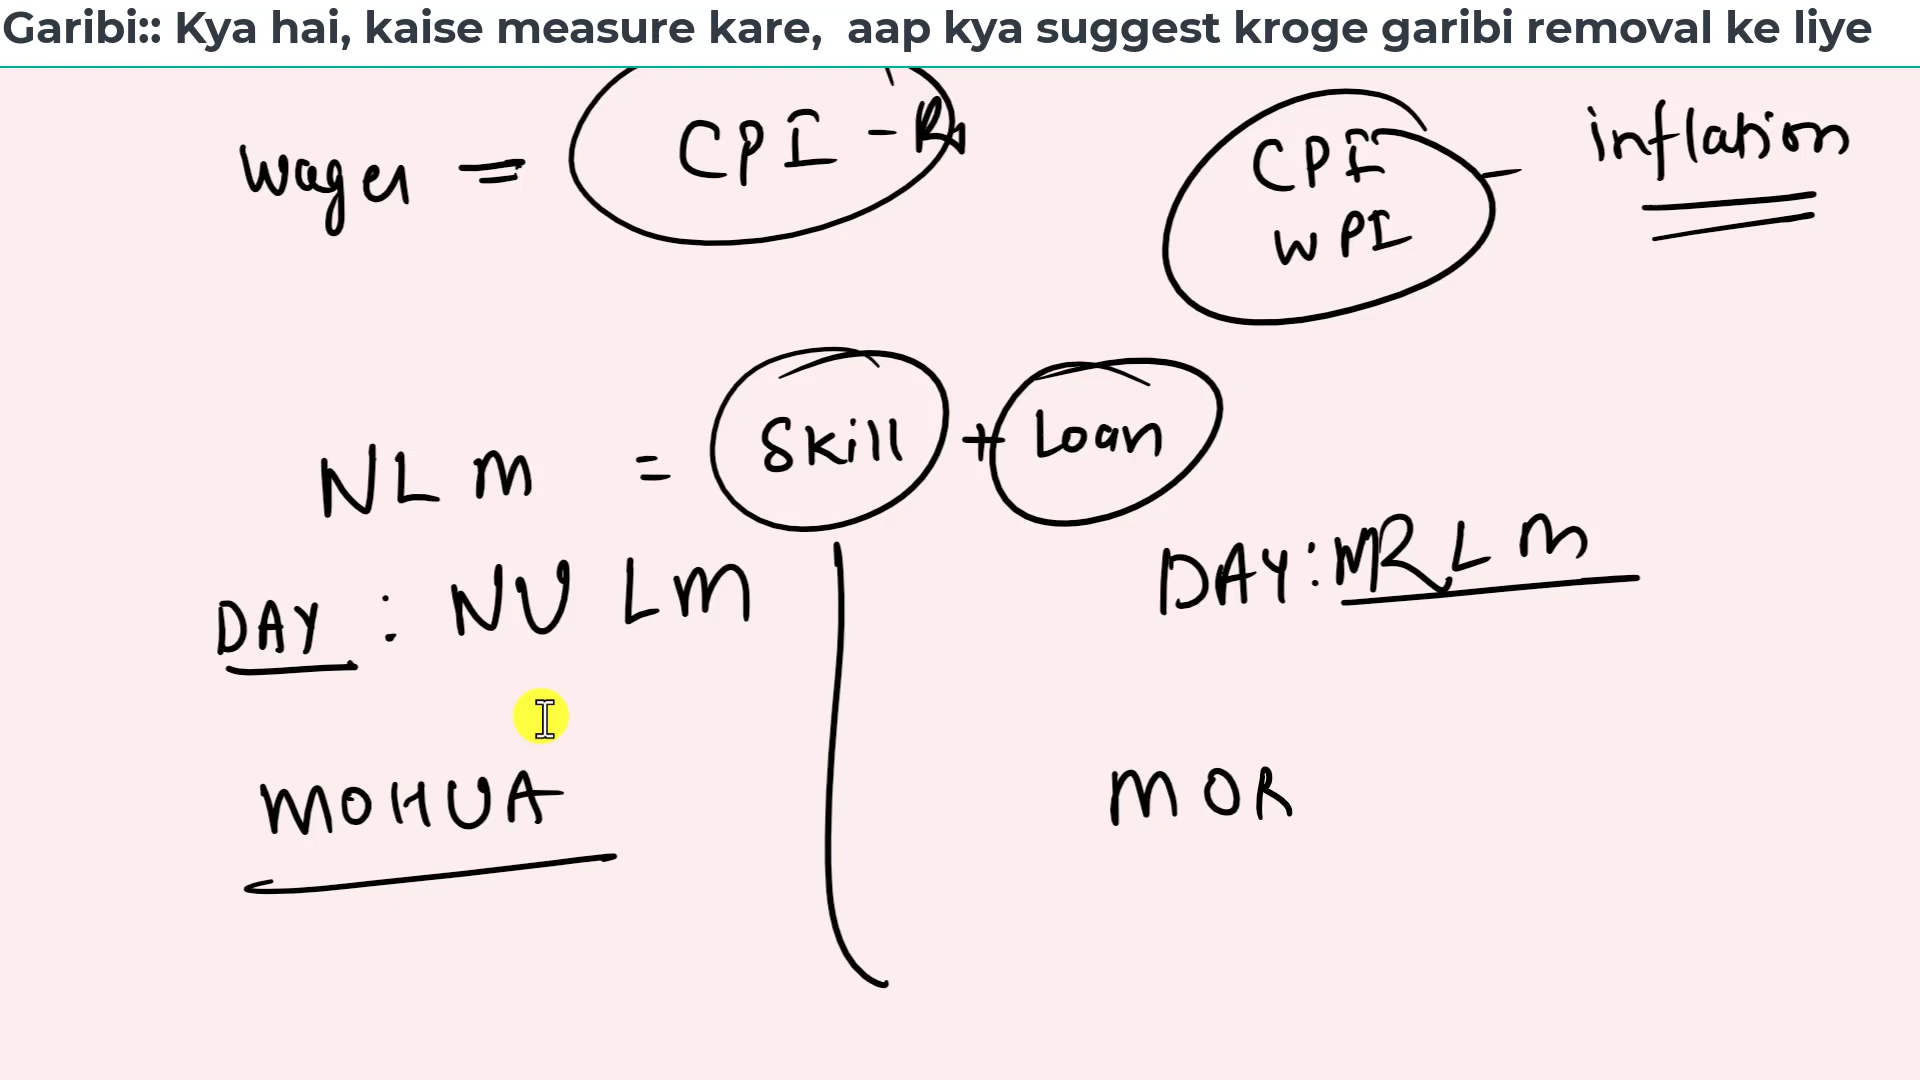 Garibi:: Kya hai, kaise measure kare, aap kya suggest kroge garibi removal ke liye
wages = CPI -
CPI - inflation
WPI
NLM = Skill + Loan
DAY : NULM
DAY: NRLM
MOHUA
MOR